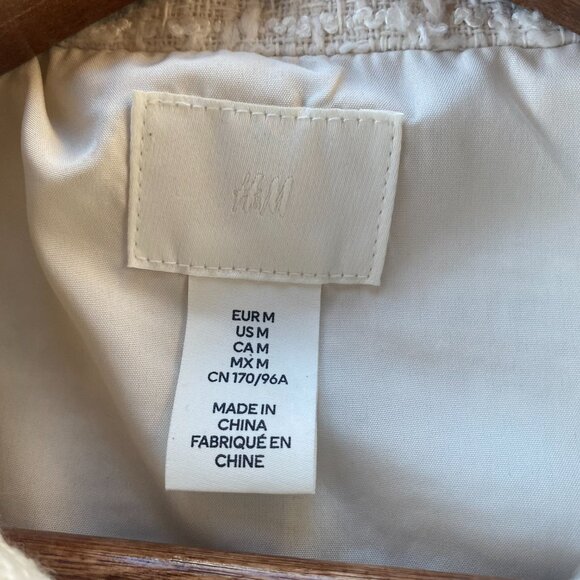 H&M
EUR M
US M
CA M
MX M
CN 170/96A
MADE IN
CHINA
FABRIQUÉ EN
CHINE